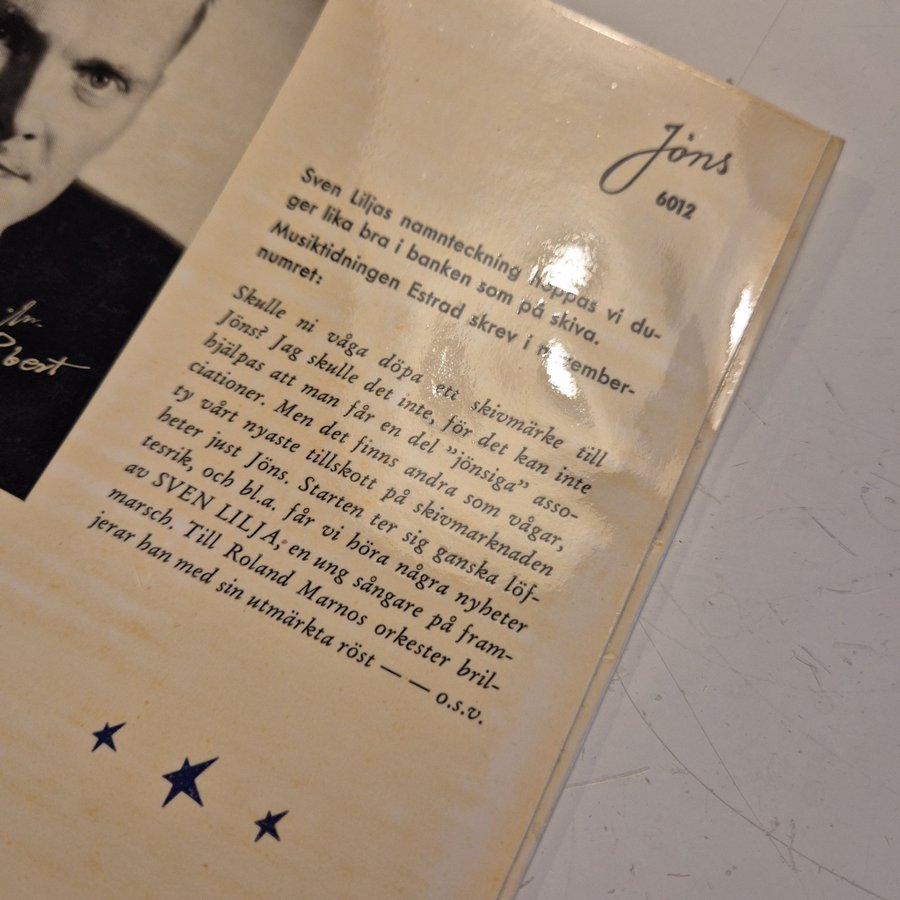 Jöns
6012
Sven Liljas namnteckning hoppas vi du-
ger lika bra i banken som på skiva.
Musiktidningen Estrad skrev i november-
numret:
Skulle ni våga döpa ett skivmärke till
Jöns? Jag skulle det inte, för det kan inte
hjälpas att man får en del "jönsiga" asso-
ciationer. Men det finns andra som vågar,
ty vårt nyaste tillskott på skivmarknaden
heter just Jöns. Starten ter sig ganska löf-
tesrik, och bl.a. får vi höra några nyheter
av SVEN LILJA, en ung sångare på fram-
marsch. Till Roland Marnos orkester bril-
jerar han med sin utmärkta röst — — o.s.v.